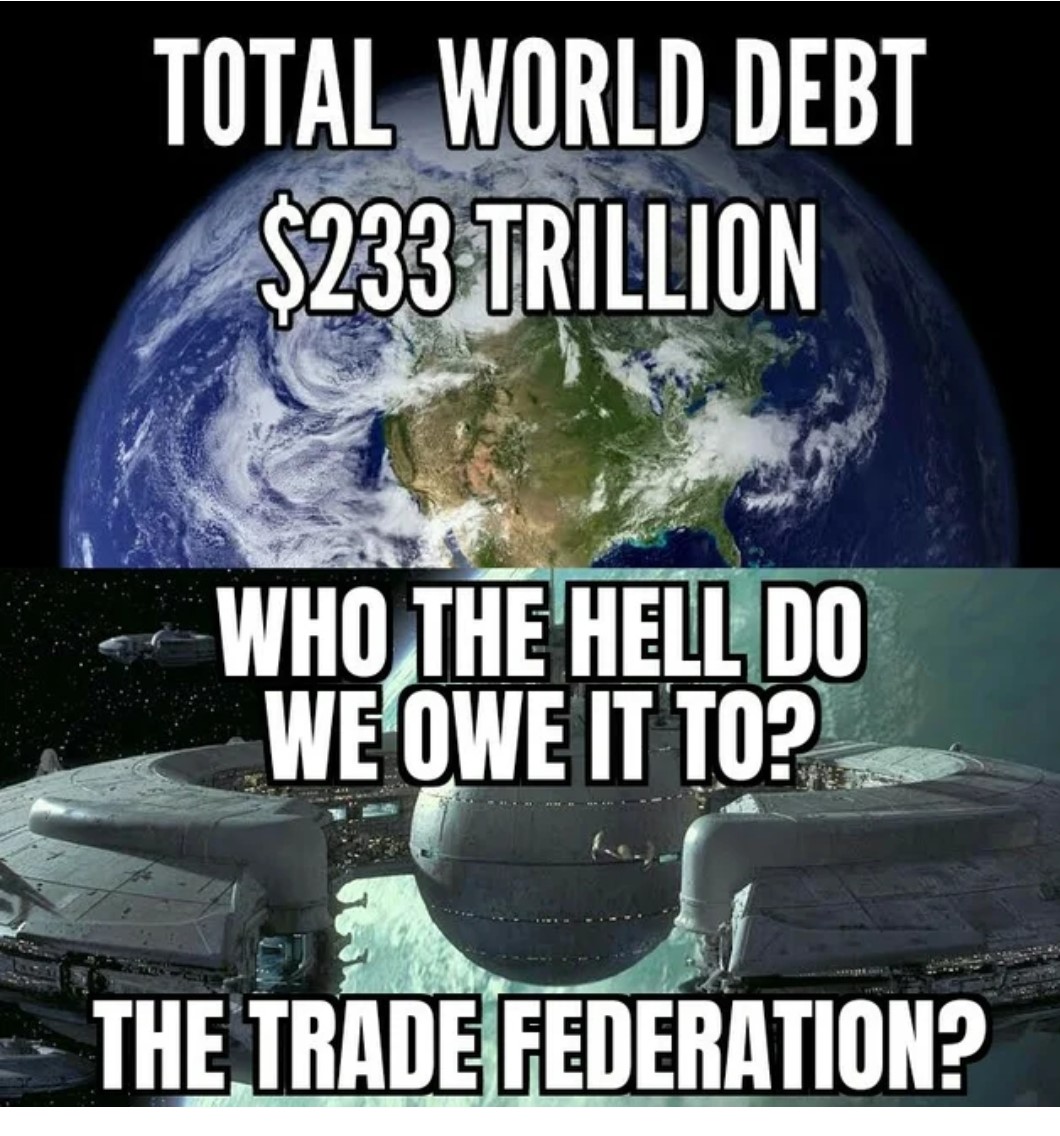 TOTAL WORLD DEBT
$233 TRILLION
WHO THE HELL DO
WE OWE IT TO?
THE TRADE FEDERATION?